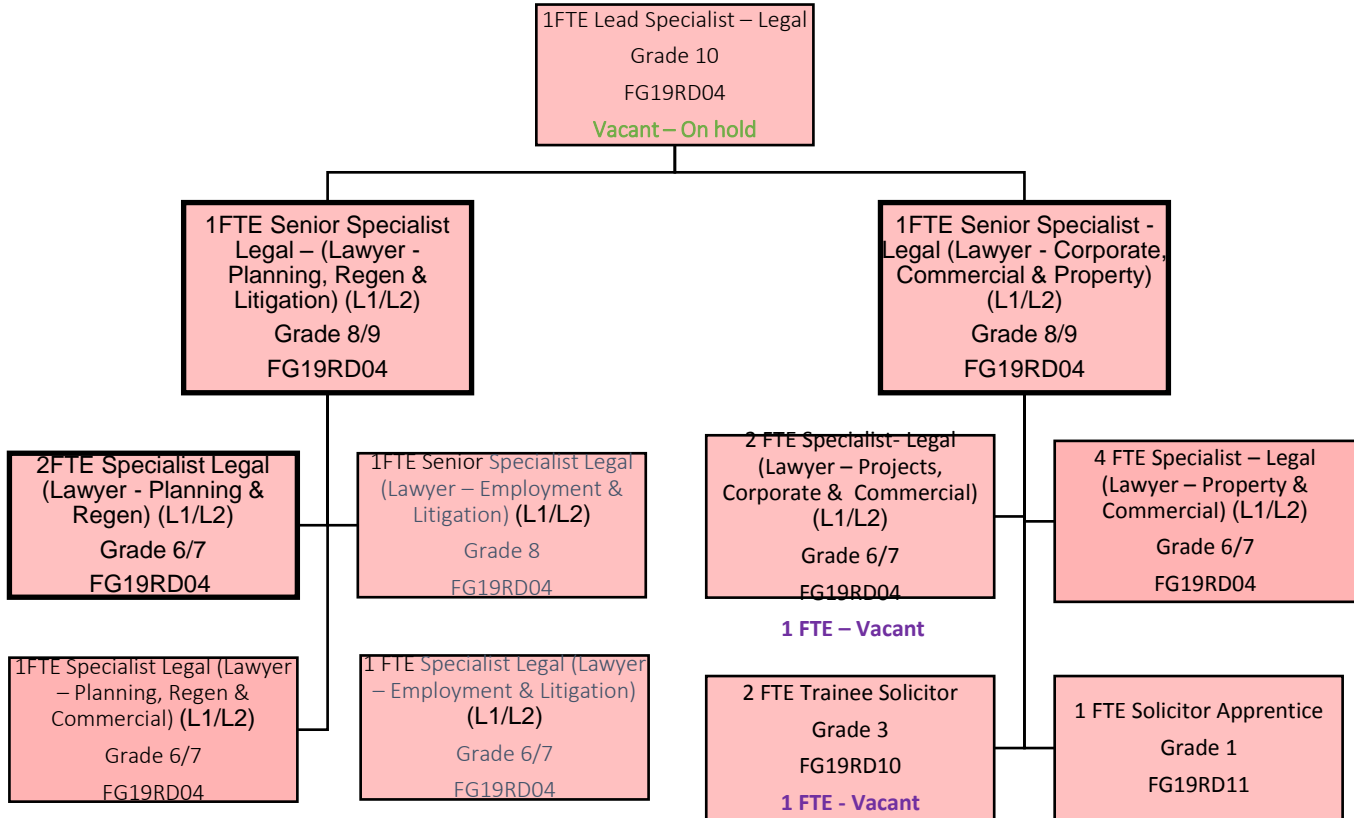 1FTE Lead Specialist – Legal
Grade 10
FG19RD04
Vacant – On hold
1FTE Senior Specialist
Legal – (Lawyer -
Planning, Regen &
Litigation) (L1/L2)
Grade 8/9
FG19RD04
1FTE Senior Specialist -
Legal (Lawyer - Corporate,
Commercial & Property)
(L1/L2)
Grade 8/9
FG19RD04
2FTE Specialist Legal
(Lawyer - Planning &
Regen) (L1/L2)
Grade 6/7
FG19RD04
1FTE Senior Specialist Legal
(Lawyer – Employment &
Litigation) (L1/L2)
Grade 8
FG19RD04
2 FTE Specialist- Legal
(Lawyer – Projects,
Corporate & Commercial)
(L1/L2)
Grade 6/7
FG19RD04
1 FTE – Vacant
4 FTE Specialist – Legal
(Lawyer – Property &
Commercial) (L1/L2)
Grade 6/7
FG19RD04
1FTE Specialist Legal (Lawyer
– Planning, Regen &
Commercial) (L1/L2)
Grade 6/7
FG19RD04
1 FTE Specialist Legal (Lawyer
– Employment & Litigation)
(L1/L2)
Grade 6/7
FG19RD04
2 FTE Trainee Solicitor
Grade 3
FG19RD10
1 FTE - Vacant
1 FTE Solicitor Apprentice
Grade 1
FG19RD11